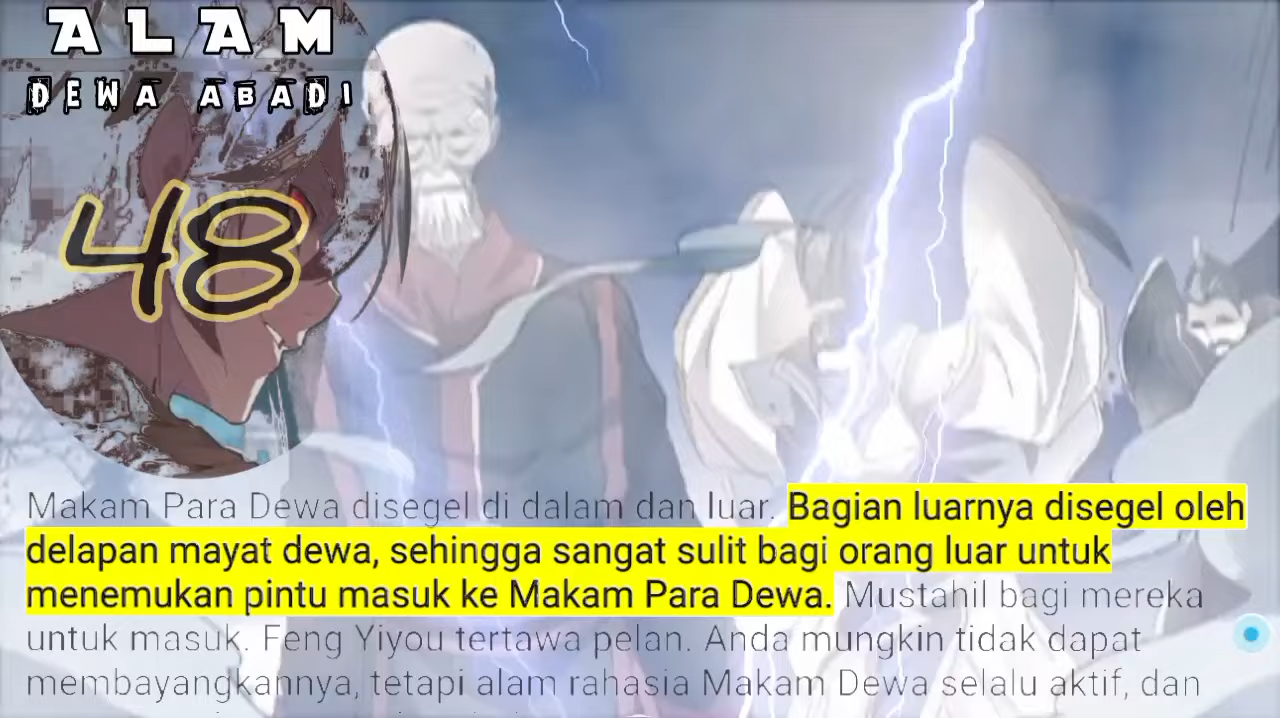 ALAM
DEWA ABADI
48
Makam Para Dewa disegel di dalam dan luar. Bagian luarnya disegel oleh
delapan mayat dewa, sehingga sangat sulit bagi orang luar untuk
menemukan pintu masuk ke Makam Para Dewa. Mustahil bagi mereka
untuk masuk. Feng Yiyou tertawa pelan. Anda mungkin tidak dapat
membayangkannya, tetapi alam rahasia Makam Dewa selalu aktif, dan